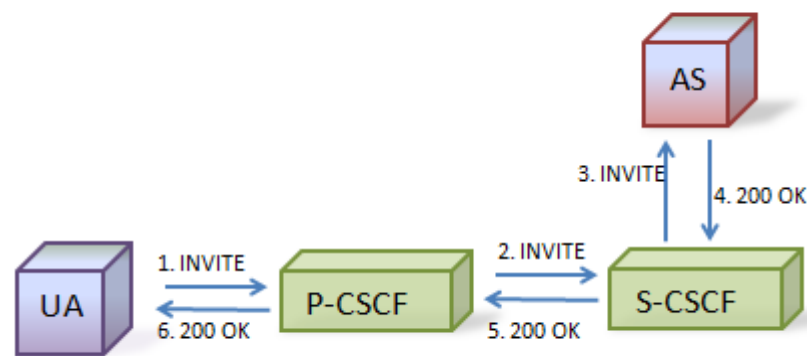 AS
3. INVITE
4. 200 OK
1. INVITE
2. INVITE
UA
P-CSCF
S-CSCF
6. 200 OK
5. 200 OK